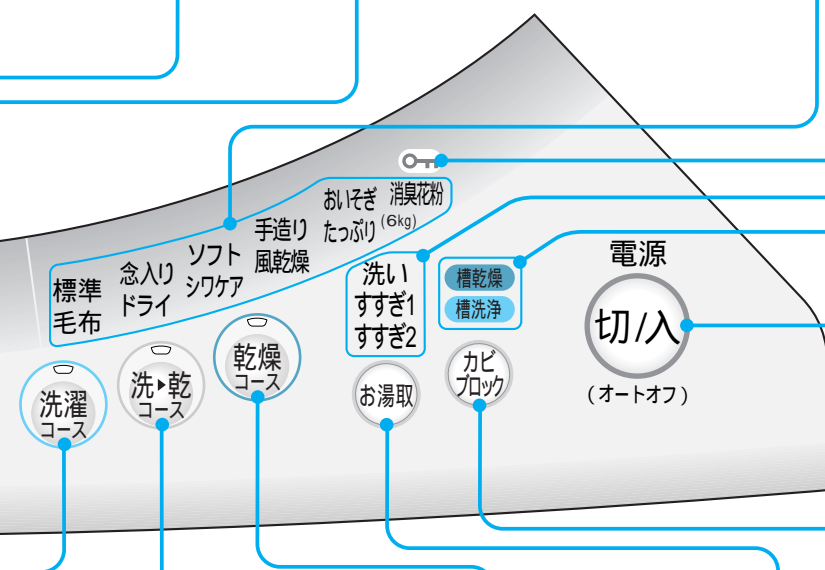 おいそぎ
たっぷり
消臭花粉
(6kg)
手造り
風乾燥
ソフト
シワケア
念入り
ドライ
標準
毛布
洗い
すすぎ1
すすぎ2
槽乾燥
槽洗浄
電源
切/入
(オートオフ)
洗濯
コース
洗▸乾
コース
乾燥
コース
お湯取
カビ
ブロック